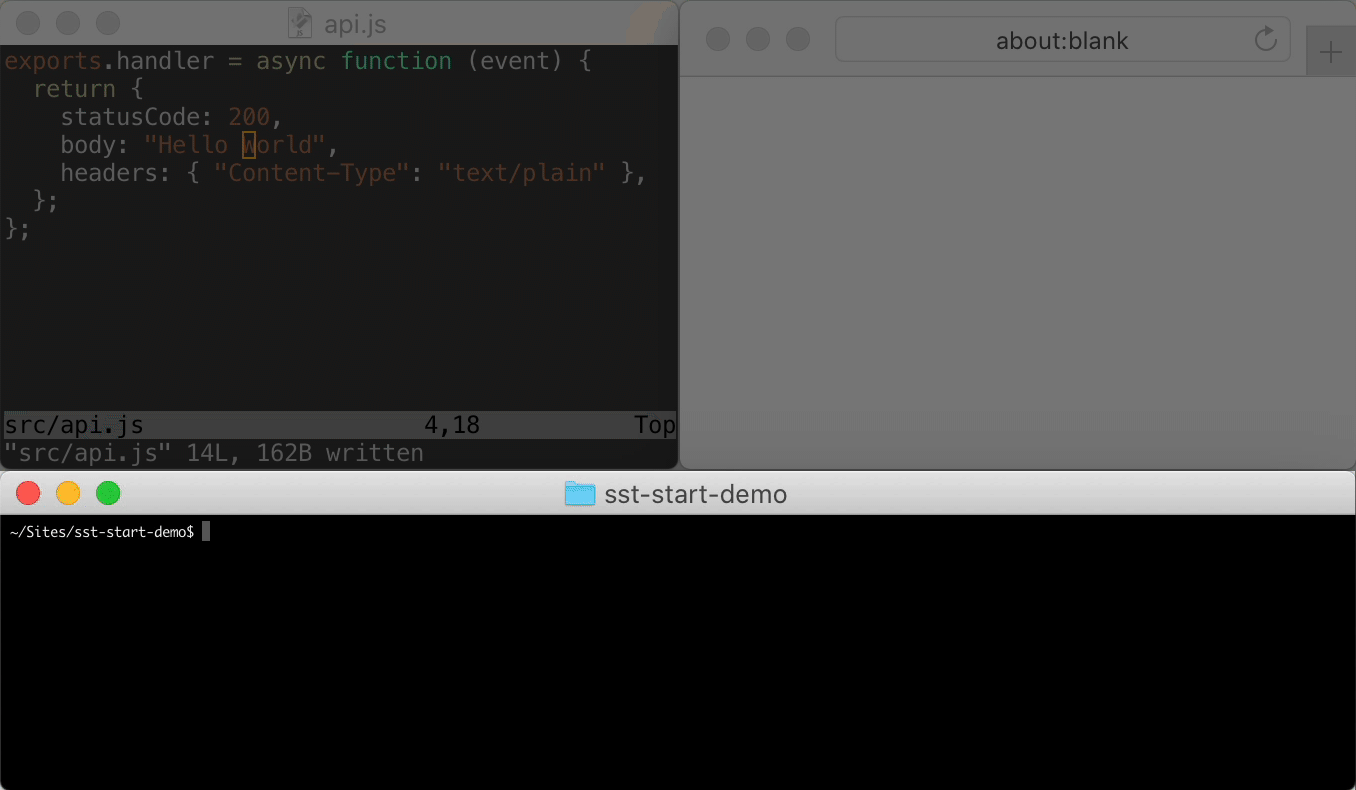 api.js
exports.handler = async function (event) {
  return {
    statusCode: 200,
    body: "Hello world",
    headers: { "Content-Type": "text/plain" },
  };
};
src/api.js 4,18 Top
"src/api.js" 14L, 162B written
about:blank
sst-start-demo
~/Sites/sst-start-demo$